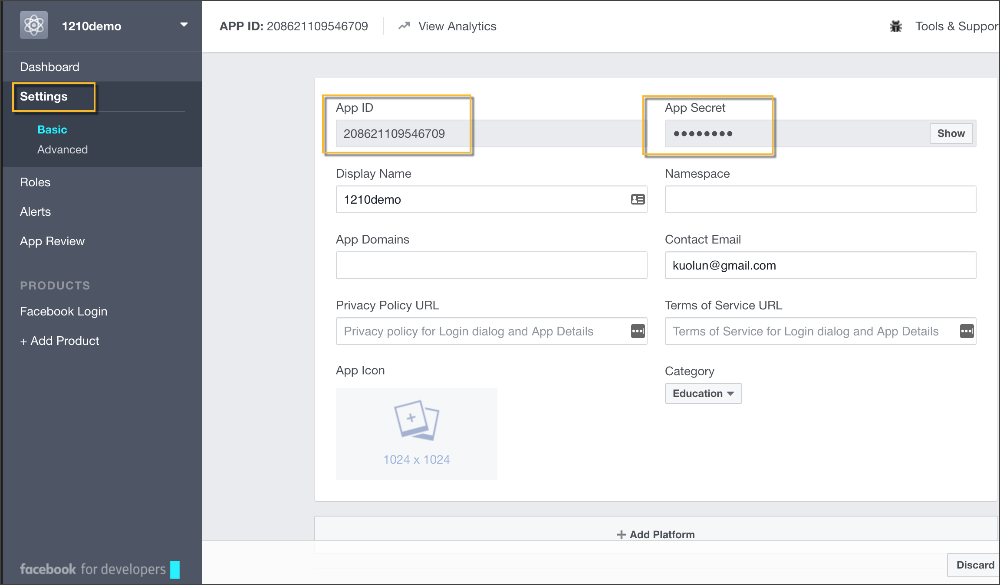 1210demo
APP ID: 208621109546709
View Analytics
Tools & Suppor
Dashboard
Settings
Basic
Advanced
Roles
Alerts
App Review
PRODUCTS
Facebook Login
+ Add Product
facebook for developers
App ID
208621109546709
App Secret
••••••••
Show
Display Name
1210demo
Namespace
App Domains
Contact Email
kuolun@gmail.com
Privacy Policy URL
Privacy policy for Login dialog and App Details
Terms of Service URL
Terms of Service for Login dialog and App Details
App Icon
1024 x 1024
Category
Education
+ Add Platform
Discard